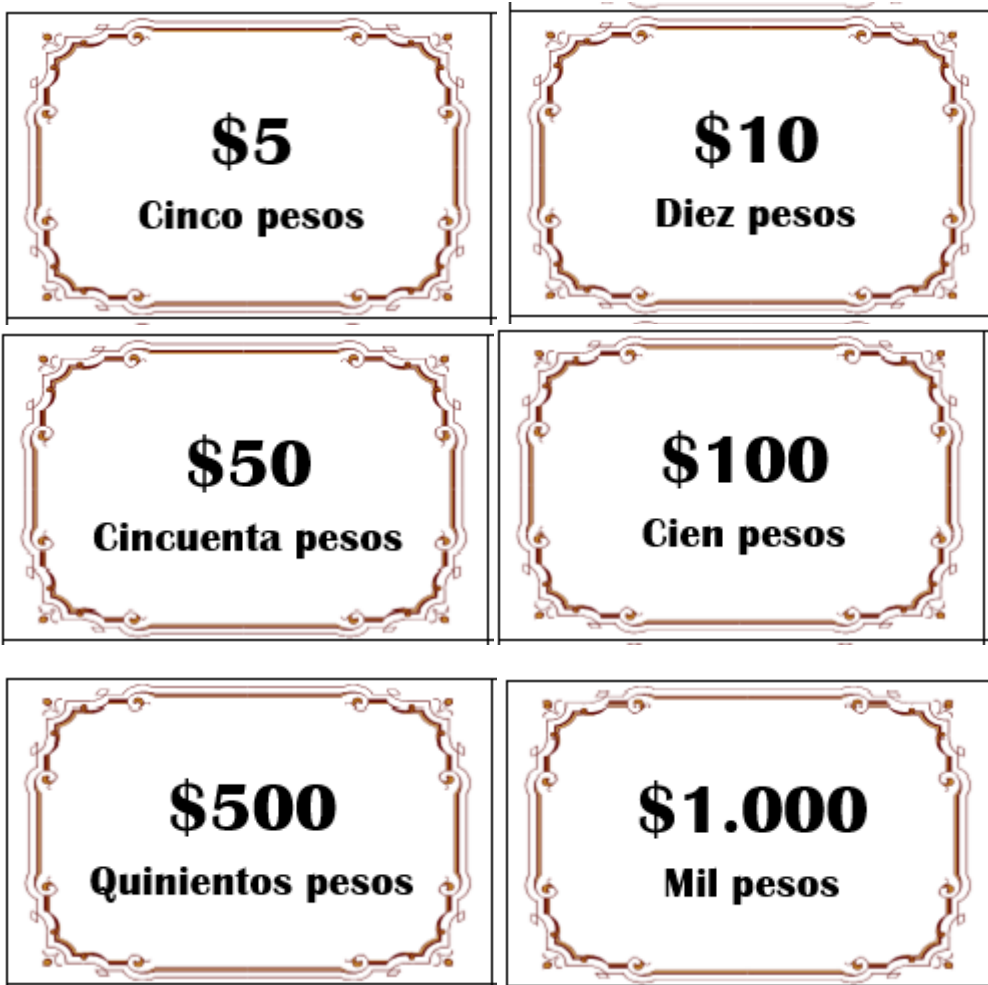 $5
Cinco pesos
$10
Diez pesos
$50
Cincuenta pesos
$100
Cien pesos
$500
Quinientos pesos
$1.000
Mil pesos